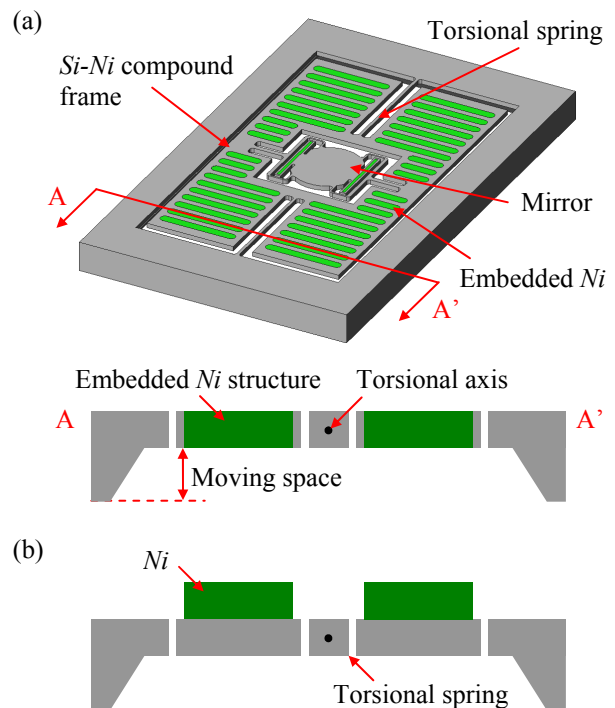 (a)
Torsional spring
Si-Ni compound
frame
A
Mirror
Embedded Ni
A’
Embedded Ni structure
Torsional axis
A
A’
Moving space
(b)
Ni
Torsional spring